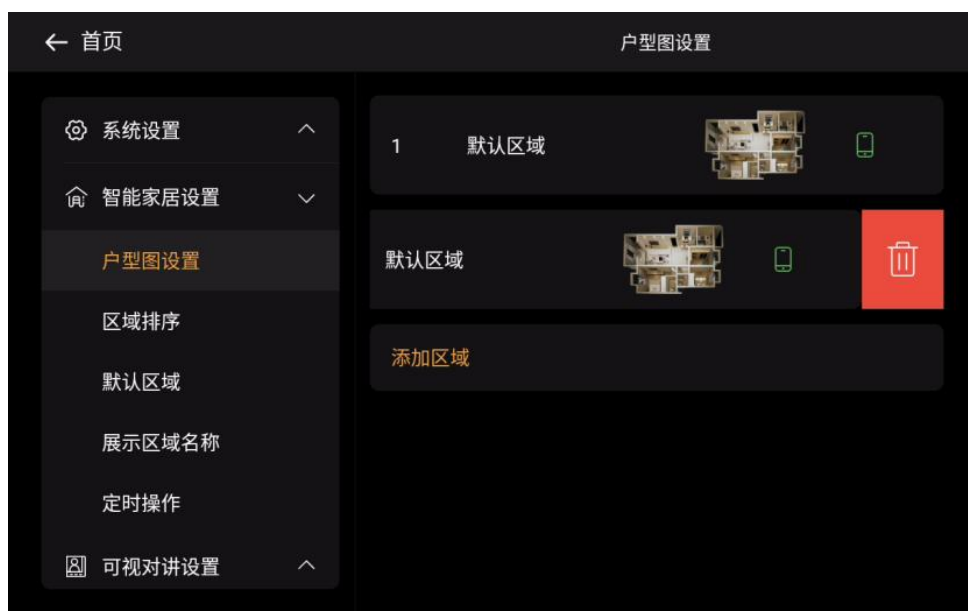 首页
户型图设置
系统设置
智能家居设置
户型图设置
区域排序
默认区域
展示区域名称
定时操作
可视对讲设置
1 默认区域
默认区域
添加区域